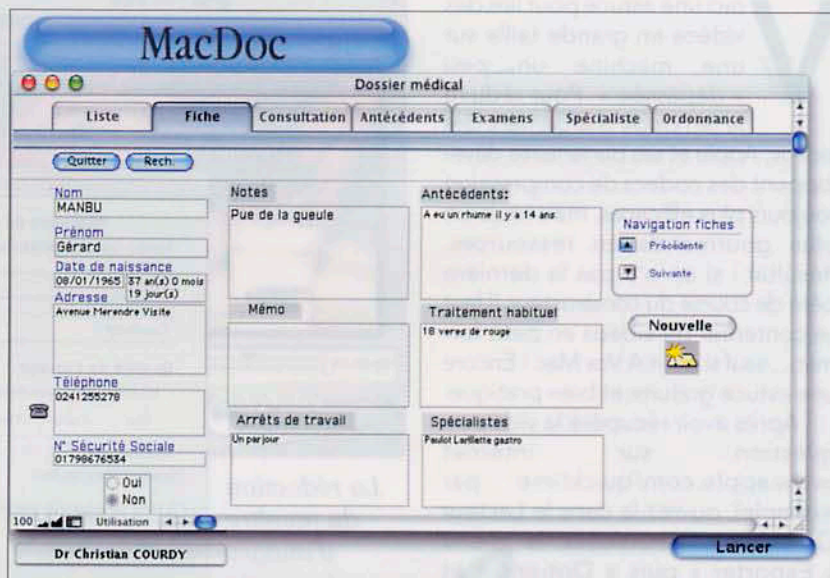 MacDoc
Dossier médical
Liste Fiche Consultation Antécédents Examens Spécialiste Ordonnance
Quitter Rech.
Nom
MANBU
Prénom
Gérard
Date de naissance
08/01/1965 37 an(s) 0 mois
19 jour(s)
Adresse
Avenue Merendre Visite
Téléphone
0241255278
N° Sécurité Sociale
01798676534
Oui
Non
Notes
Pue de la gueule
Mémo
Arrêts de travail
Un par jour
Antécédents:
A eu un rhume il y a 14 ans.
Traitement habituel
18 veres de rouge
Spécialistes
Paulot Larillette gastro
Navigation fiches
Précédente
Suivante
Nouvelle
100 Utilisation
Dr Christian COURDY
Lancer